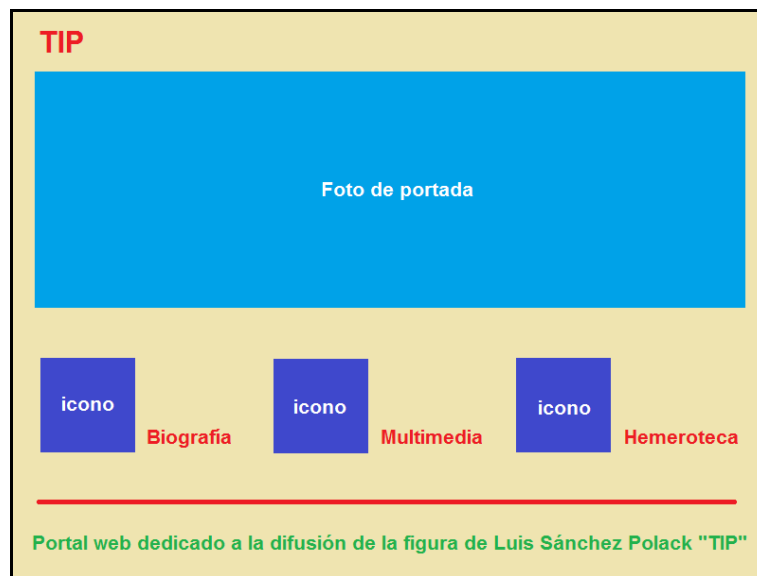 TIP
Foto de portada
icono
Biografia
icono
Multimedia
icono
Hemeroteca
Portal web dedicado a la difusión de la figura de Luis Sánchez Polack "TIP"